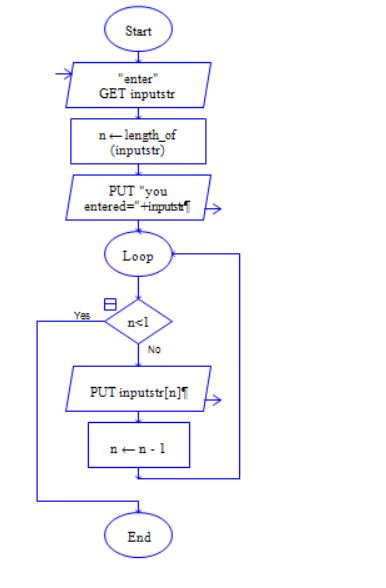 Start
"enter"
GET inputstr
n ← length_of
(inputstr)
PUT "you
entered="+inputstr¶
Loop
Yes
n<1
No
PUT inputstr[n]¶
n ← n - 1
End